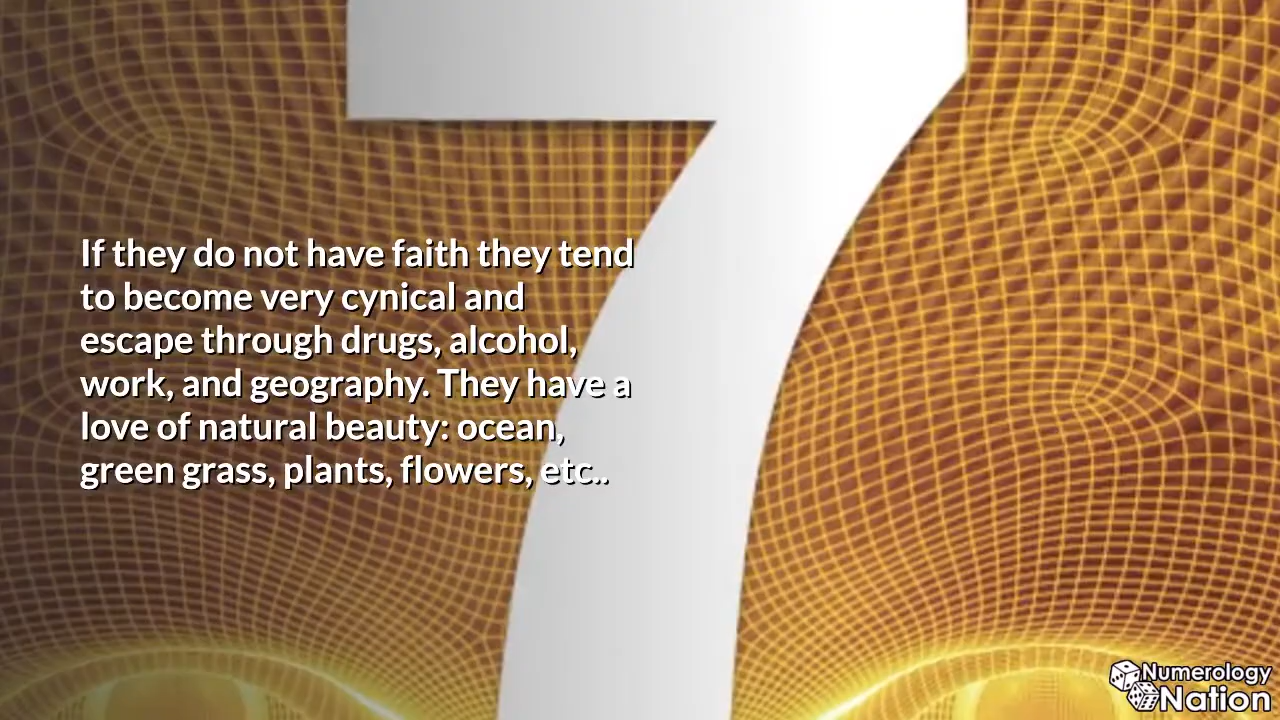 7
If they do not have faith they tend
to become very cynical and
escape through drugs, alcohol,
work, and geography. They have a
love of natural beauty: ocean,
green grass, plants, flowers, etc..
Numerology
Nation